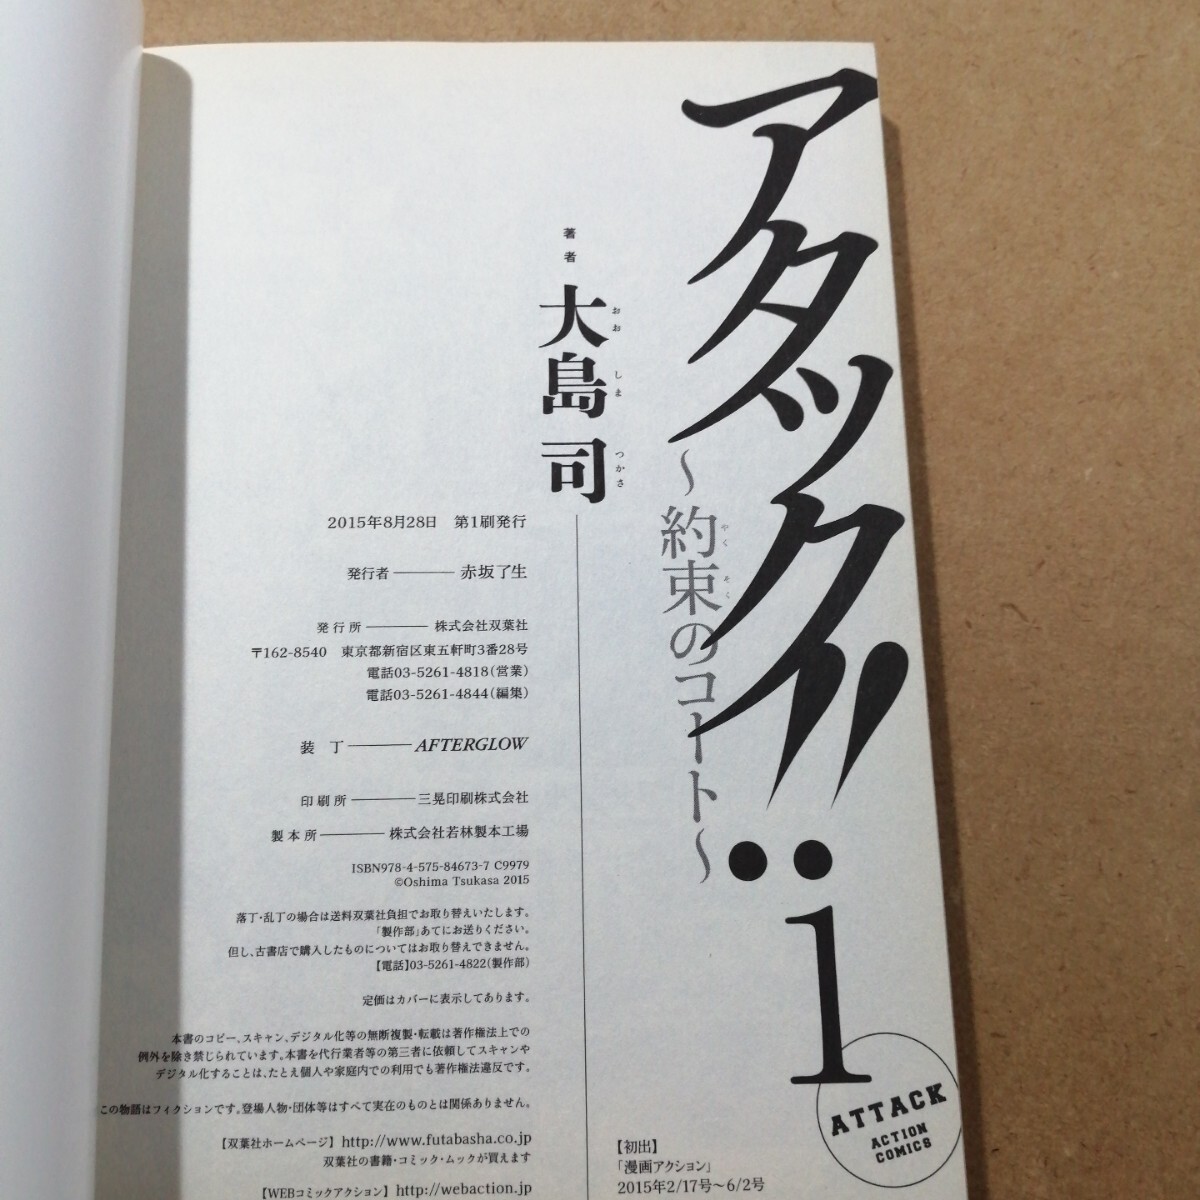 アタック!!
～約束のコート～
やくそく
:1
著者
大島司
おおしまつかさ
2015年8月28日　第1刷発行
発行者――――赤坂了生
発行所――――株式会社双葉社
〒162-8540　東京都新宿区東五軒町3番28号
電話03-5261-4818（営業）
電話03-5261-4844（編集）
装　丁――――AFTERGLOW
印刷所――――三晃印刷株式会社
製本所――――株式会社若林製本工場
ISBN978-4-575-84673-7 C9979
©Oshima Tsukasa 2015
落丁・乱丁の場合は送料双葉社負担でお取り替えいたします。
「製作部」あてにお送りください。
但し、古書店で購入したものについてはお取り替えできません。
【電話】03-5261-4822（製作部）
定価はカバーに表示してあります。
本書のコピー、スキャン、デジタル化等の無断複製・転載は著作権法上での
例外を除き禁じられています。本書を代行業者等の第三者に依頼してスキャンや
デジタル化することは、たとえ個人や家庭内での利用でも著作権法違反です。
この物語はフィクションです。登場人物・団体等はすべて実在のものとは関係ありません。
【双葉社ホームページ】http://www.futabasha.co.jp
双葉社の書籍・コミック・ムックが買えます
【WEBコミックアクション】http://webaction.jp
【初出】
「漫画アクション」
2015年2/17号～6/2号
ATTACK
ACTION
COMICS